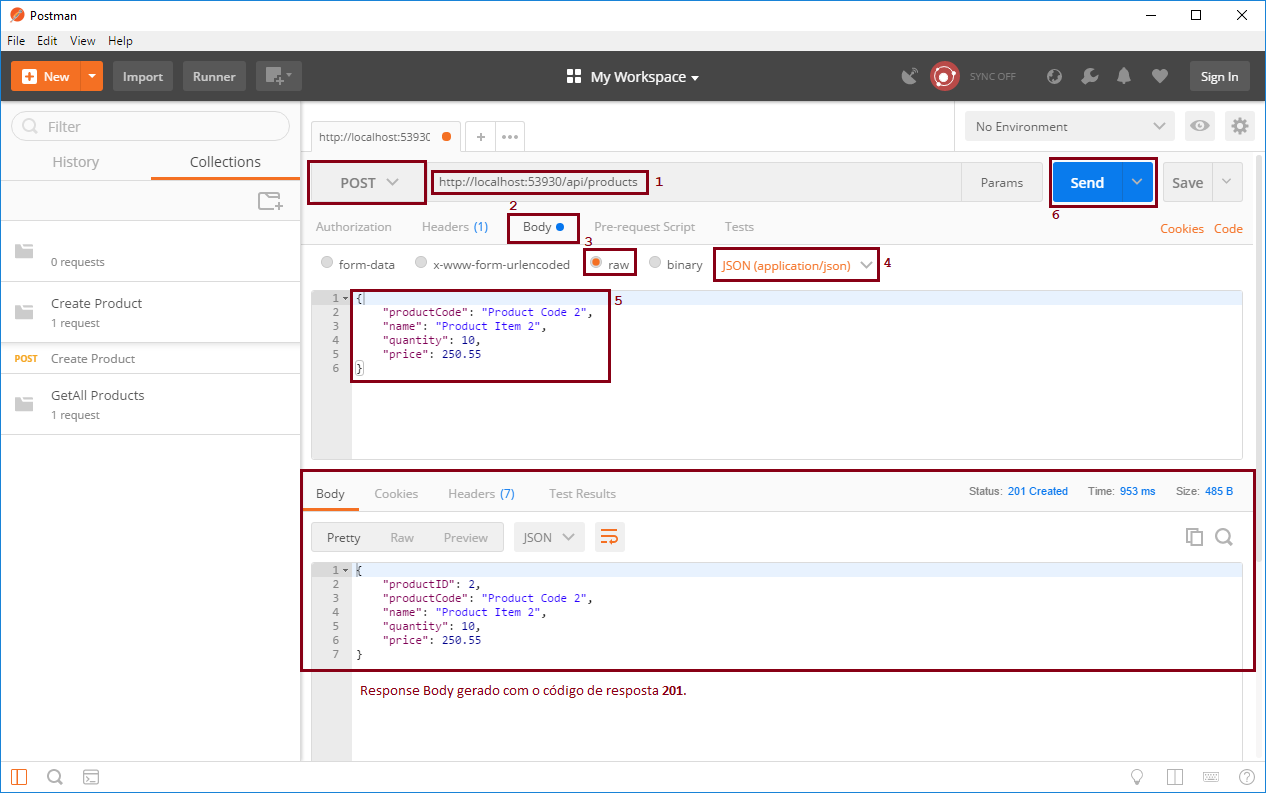 Postman
File Edit View Help
New Import Runner My Workspace SYNC OFF Sign In
Filter
History Collections
0 requests
Create Product
1 request
POST Create Product
GetAll Products
1 request
http://localhost:5393( + ••• No Environment
POST http://localhost:53930/api/products 1 Params Send Save
2 6
Authorization Headers (1) Body Pre-request Script Tests Cookies Code
3
form-data x-www-form-urlencoded raw binary JSON (application/json) 4
5
1 {
2 "productCode": "Product Code 2",
3 "name": "Product Item 2",
4 "quantity": 10,
5 "price": 250.55
6 }
Body Cookies Headers (7) Test Results Status: 201 Created Time: 953 ms Size: 485 B
Pretty Raw Preview JSON
1 {
2 "productID": 2,
3 "productCode": "Product Code 2",
4 "name": "Product Item 2",
5 "quantity": 10,
6 "price": 250.55
7 }
Response Body gerado com o código de resposta 201.